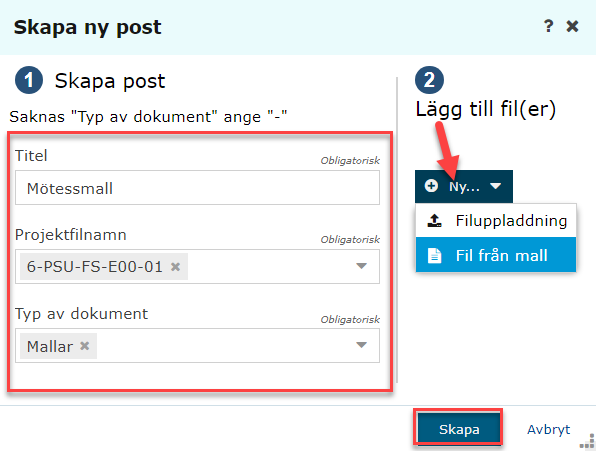 Skapa ny post
?
1 Skapa post
Saknas "Typ av dokument" ange "-"
Titel
Obligatorisk
Mötessmall
Projektfilnamn
Obligatorisk
6-PSU-FS-E00-01
Typ av dokument
Obligatorisk
Mallar
2
Lägg till fil(er)
Ny...
Filuppladdning
Fil från mall
Skapa
Avbryt